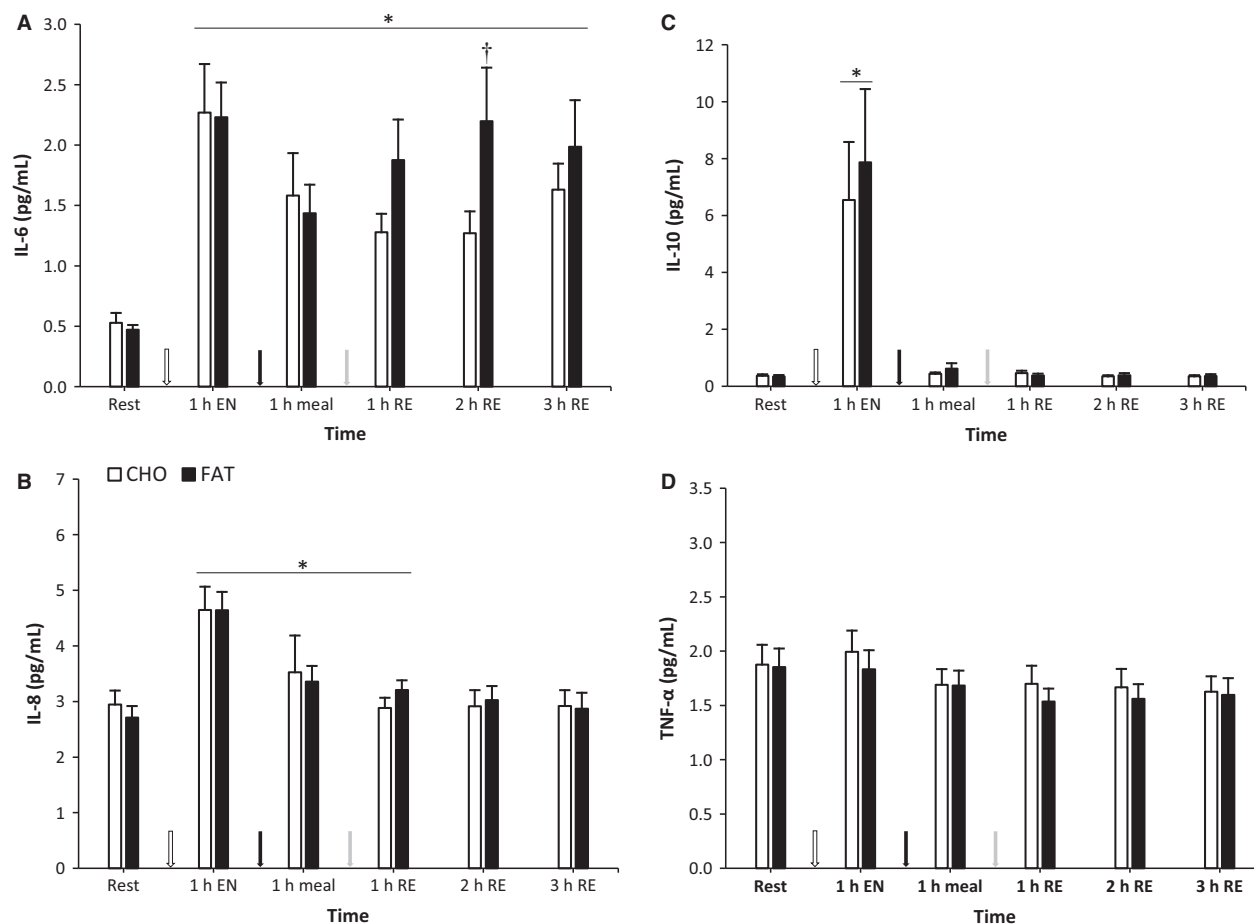 A
3.0
*
2.5
†
2.0
IL-6 (pg/mL)
1.5
1.0
0.5
0.0
Rest 1 h EN 1 h meal 1 h RE 2 h RE 3 h RE
Time
C
12
10
*
8
IL-10 (pg/mL)
6
4
2
0
Rest 1 h EN 1 h meal 1 h RE 2 h RE 3 h RE
Time
B
CHO FAT
7
6
*
5
4
IL-8 (pg/mL)
3
2
1
0
Rest 1 h EN 1 h meal 1 h RE 2 h RE 3 h RE
Time
D
3.5
3.0
2.5
2.0
TNF-α (pg/mL)
1.5
1.0
0.5
0.0
Rest 1 h EN 1 h meal 1 h RE 2 h RE 3 h RE
Time